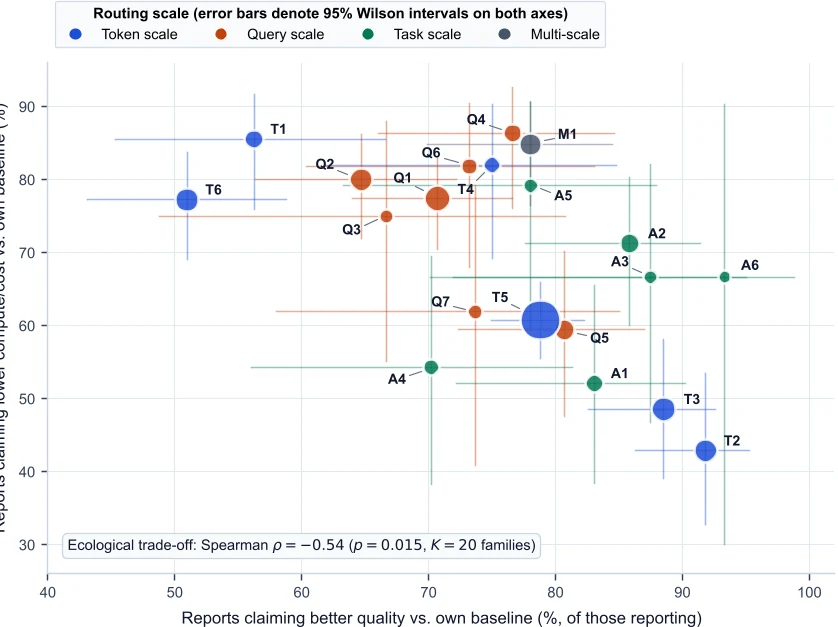 Routing scale (error bars denote 95% Wilson intervals on both axes)
Token scale
Query scale
Task scale
Multi-scale
Reports claiming lower compute/cost vs. own baseline (%)
90
80
70
60
50
40
30
T1
T6
Q2
Q1
Q3
Q4
Q6
T4
M1
A5
A2
A3
A6
Q7
T5
Q5
A4
A1
T3
T2
Ecological trade-off: Spearman ρ = −0.54 (p = 0.015, K = 20 families)
40
50
60
70
80
90
100
Reports claiming better quality vs. own baseline (%, of those reporting)